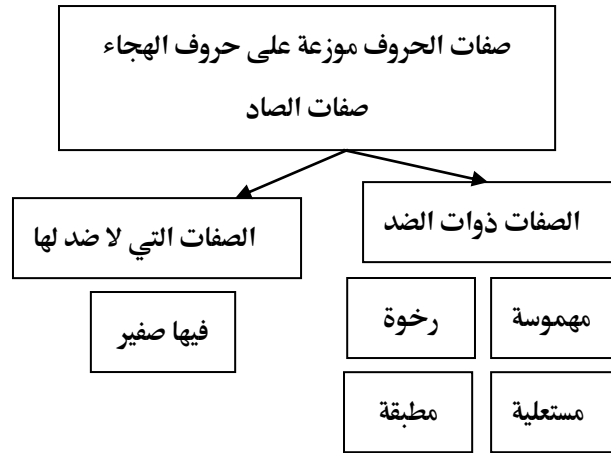 صفات الحروف موزعة على حروف الهجاء
صفات الصاد
الصفات ذوات الضد
الصفات التي لا ضد لها
مهموسة
رخوة
فيها صفير
مستعلية
مطبقة